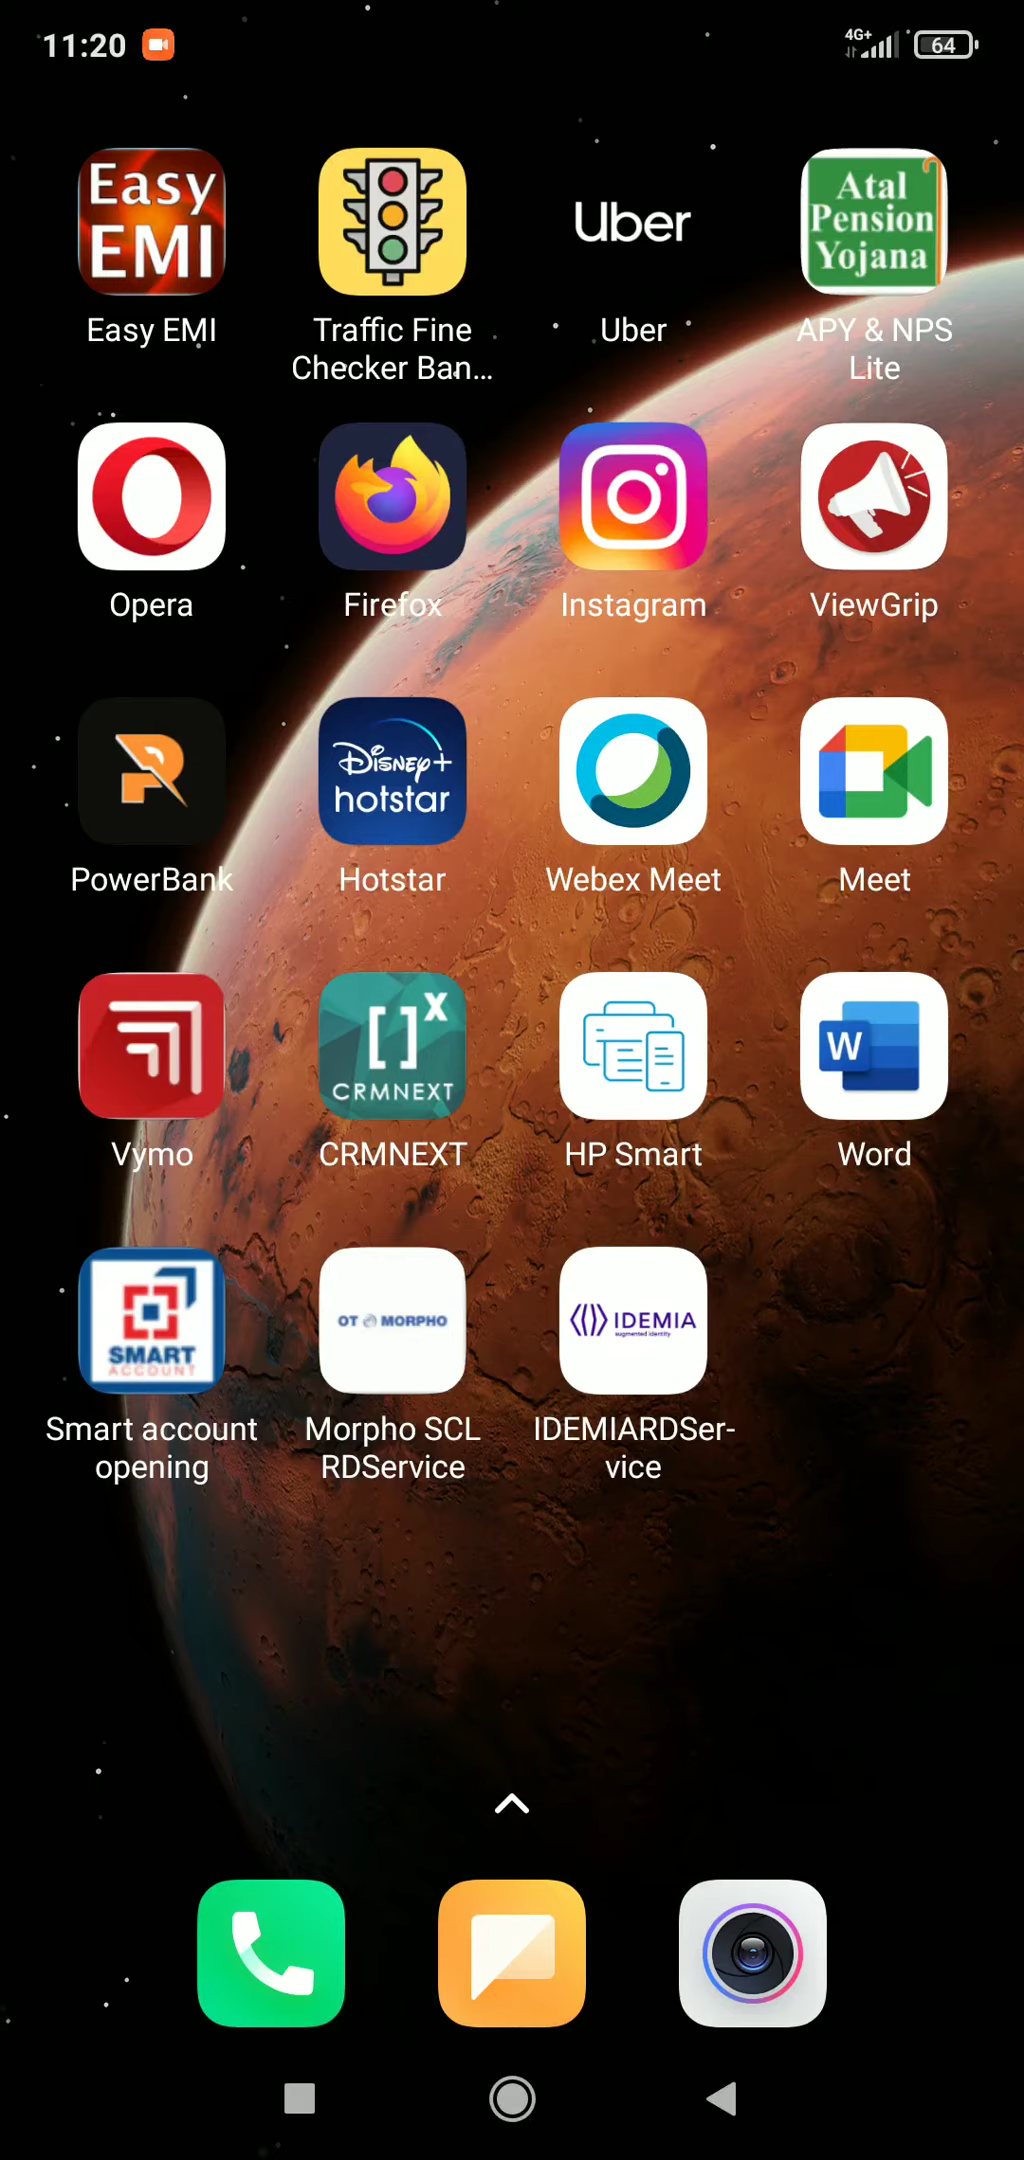 11:20
4G+
64
Easy
EMI
Uber
Atal
Pension
Yojana
Easy EMI
Traffic Fine
Checker Ban...
Uber
APY & NPS
Lite
Opera
Firefox
Instagram
ViewGrip
Disney+
hotstar
PowerBank
Hotstar
Webex Meet
Meet
[ ] X
CRMNEXT
W
Vymo
CRMNEXT
HP Smart
Word
SMART
ACCOUNT
OT MORPHO
IDEMIA
augmented identity
Smart account
opening
Morpho SCL
RDService
IDEMIARDSer-
vice